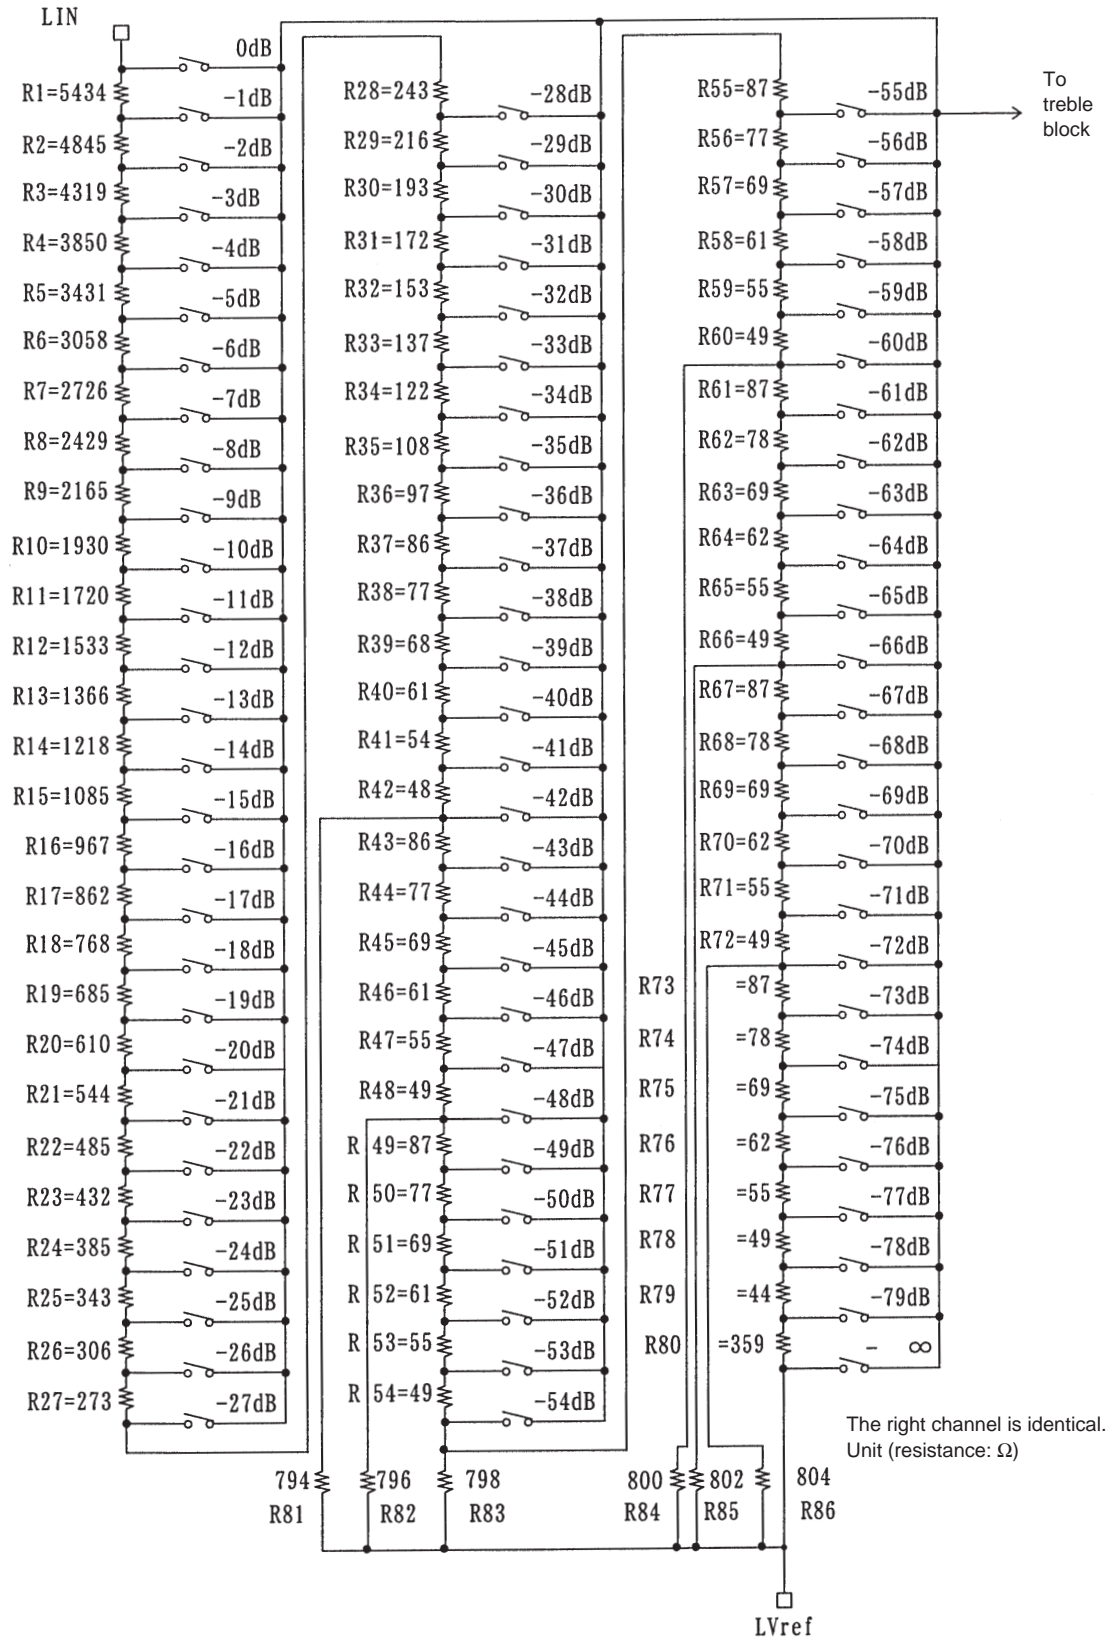 LIN
0dB
R1=5434
-1dB
R2=4845
-2dB
R3=4319
-3dB
R4=3850
-4dB
R5=3431
-5dB
R6=3058
-6dB
R7=2726
-7dB
R8=2429
-8dB
R9=2165
-9dB
R10=1930
-10dB
R11=1720
-11dB
R12=1533
-12dB
R13=1366
-13dB
R14=1218
-14dB
R15=1085
-15dB
R16=967
-16dB
R17=862
-17dB
R18=768
-18dB
R19=685
-19dB
R20=610
-20dB
R21=544
-21dB
R22=485
-22dB
R23=432
-23dB
R24=385
-24dB
R25=343
-25dB
R26=306
-26dB
R27=273
-27dB
R28=243
-28dB
R29=216
-29dB
R30=193
-30dB
R31=172
-31dB
R32=153
-32dB
R33=137
-33dB
R34=122
-34dB
R35=108
-35dB
R36=97
-36dB
R37=86
-37dB
R38=77
-38dB
R39=68
-39dB
R40=61
-40dB
R41=54
-41dB
R42=48
-42dB
R43=86
-43dB
R44=77
-44dB
R45=69
-45dB
R46=61
-46dB
R47=55
-47dB
R48=49
-48dB
R 49=87
-49dB
R 50=77
-50dB
R 51=69
-51dB
R 52=61
-52dB
R 53=55
-53dB
R 54=49
-54dB
R55=87
-55dB
R56=77
-56dB
R57=69
-57dB
R58=61
-58dB
R59=55
-59dB
R60=49
-60dB
R61=87
-61dB
R62=78
-62dB
R63=69
-63dB
R64=62
-64dB
R65=55
-65dB
R66=49
-66dB
R67=87
-67dB
R68=78
-68dB
R69=69
-69dB
R70=62
-70dB
R71=55
-71dB
R72=49
-72dB
R73 =87
-73dB
R74 =78
-74dB
R75 =69
-75dB
R76 =62
-76dB
R77 =55
-77dB
R78 =49
-78dB
R79 =44
-79dB
R80 =359
- ∞
To
treble
block
The right channel is identical.
Unit (resistance: Ω)
794
R81
796
R82
798
R83
800
R84
802
R85
804
R86
LVref